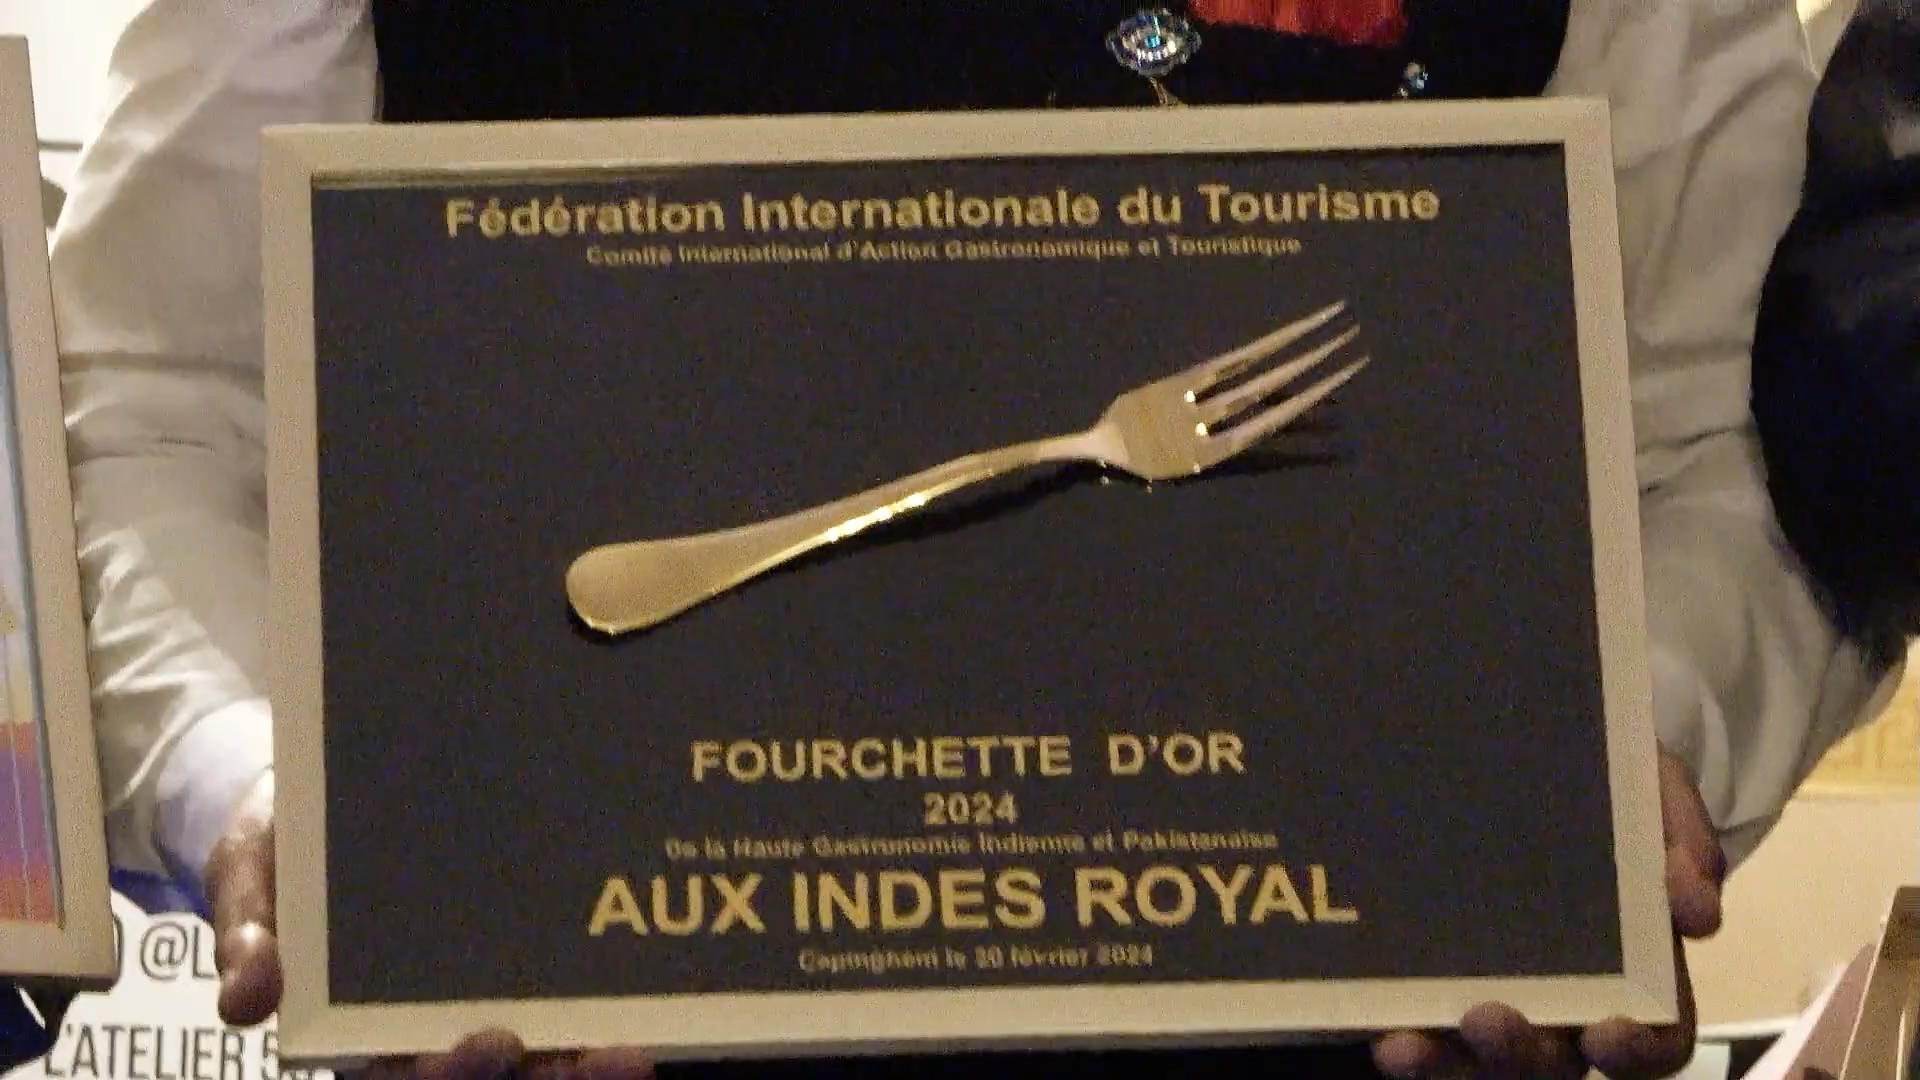 Fédération Internationale du Tourisme
Comité International d'Action Gastronomique et Touristique
FOURCHETTE D'OR
2024
De la Haute Gastronomie Indienne et Pakistanaise
AUX INDES ROYAL
Capinghem le 20 février 2024
@L
L'ATELIER 5